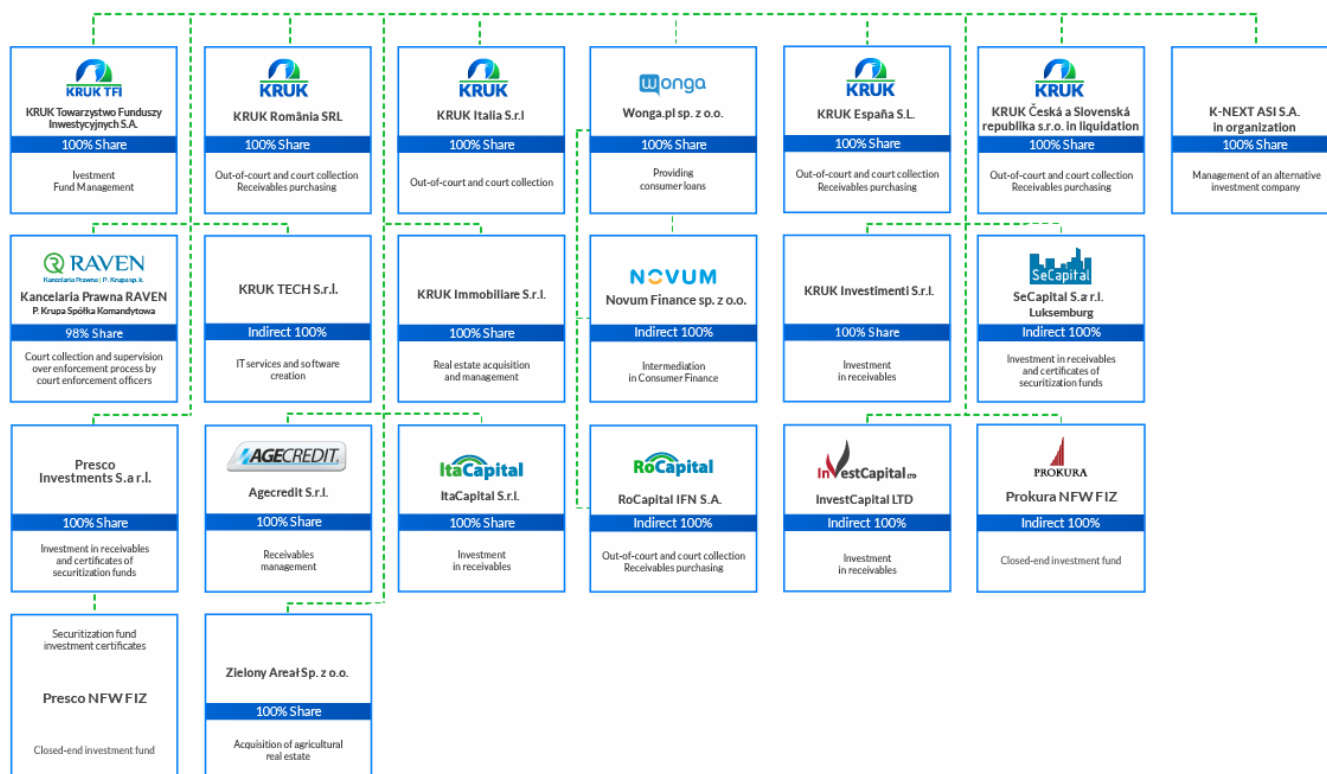 KRUK TFI
KRUK Towarzystwo Funduszy
Inwestycyjnych S.A.
100% Share
Ivestment
Fund Management
KRUK
KRUK România SRL
100% Share
Out-of-court and court collection
Receivables purchasing
KRUK
KRUK Italia S.r.l
100% Share
Out-of-court and court collection
wonga
Wonga.pl sp. z o.o.
100% Share
Providing
consumer loans
KRUK
KRUK España S.L.
100% Share
Out-of-court and court collection
Receivables purchasing
KRUK
KRUK Česká a Slovenská
republika s.r.o. in liquidation
100% Share
Out-of-court and court collection
Receivables purchasing
K-NEXT ASI S.A.
in organization
100% Share
Management of an alternative
investment company
RAVEN
Kancelaria Prawna | P. Krupa sp. k.
Kancelaria Prawna RAVEN
P. Krupa Spółka Komandytowa
98% Share
Court collection and supervision
over enforcement process by
court enforcement officers
KRUK TECH S.r.l.
Indirect 100%
IT services and software
creation
KRUK Immobiliare S.r.l.
100% Share
Real estate acquisition
and management
NOVUM
Novum Finance sp. z o.o.
Indirect 100%
Intermediation
in Consumer Finance
KRUK Investimenti S.r.l.
100% Share
Investment
in receivables
SeCapital
SeCapital S.a r.l.
Luksemburg
Indirect 100%
Investment in receivables
and certificates of
securitization funds
Presco
Investments S.a r.l.
100% Share
Investment in receivables
and certificates of
securitization funds
AGECREDIT
Agecredit S.r.l.
100% Share
Receivables
management
ItaCapital
ItaCapital S.r.l.
100% Share
Investment
in receivables
RoCapital
RoCapital IFN S.A.
Indirect 100%
Out-of-court and court collection
Receivables purchasing
InvestCapital LTD
InvestCapital LTD
Indirect 100%
Investment
in receivables
PROKURA
Prokura NFW FIZ
Indirect 100%
Closed-end investment fund
Securitization fund
investment certificates
Presco NFW FIZ
Closed-end investment fund
Zielony Areał Sp. z o.o.
100% Share
Acquisition of agricultural
real estate